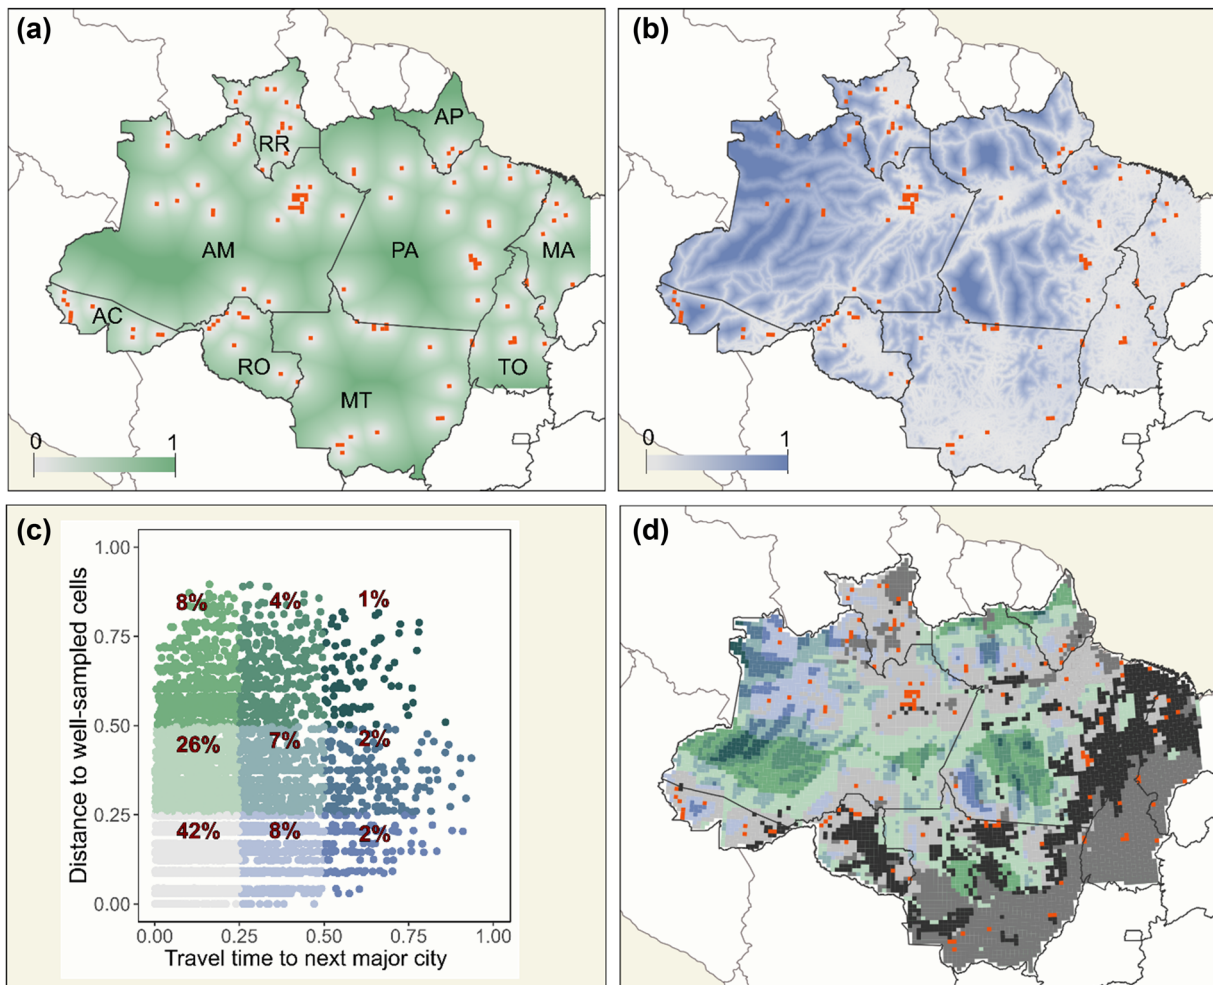 (a)
AP
RR
AM
PA
MA
AC
RO
TO
MT
0 1
(b)
0 1
(c)
Distance to well-sampled cells
1.00
0.75
0.50
0.25
0.00
8% 4% 1%
26% 7% 2%
42% 8% 2%
0.00 0.25 0.50 0.75 1.00
Travel time to next major city
(d)